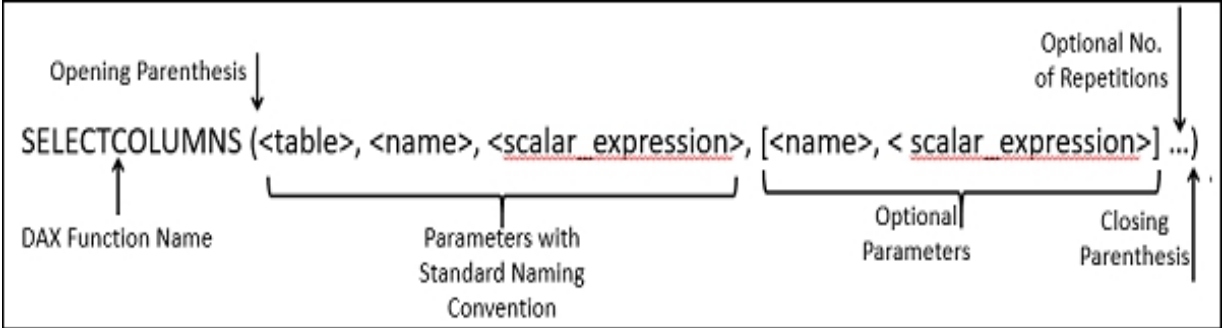 Optional No.
of Repetitions
Opening Parenthesis
SELECTCOLUMNS (<table>, <name>, <scalar_expression>, [<name>, < scalar_expression>] ...)
DAX Function Name
Parameters with
Standard Naming
Convention
Optional
Parameters
Closing
Parenthesis